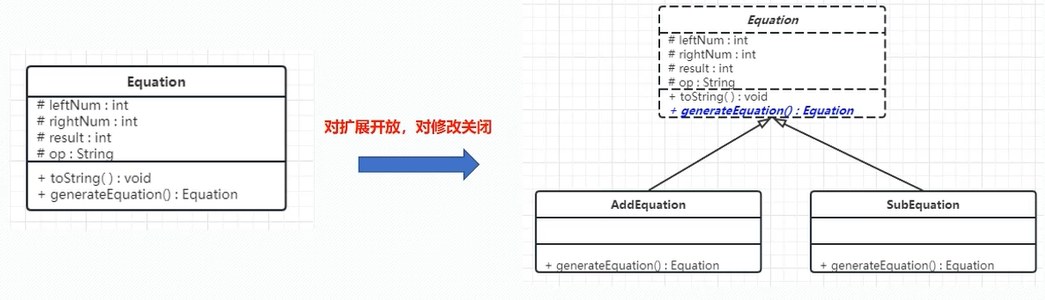 Equation
# leftNum : int
# rightNum : int
# result : int
# op : String
+ toString( ) : void
+ generateEquation() : Equation
对扩展开放，对修改关闭
Equation
# leftNum : int
# rightNum : int
# result : int
# op : String
+ toString( ) : void
+ generateEquation() : Equation
AddEquation
+ generateEquation() : Equation
SubEquation
+ generateEquation() : Equation